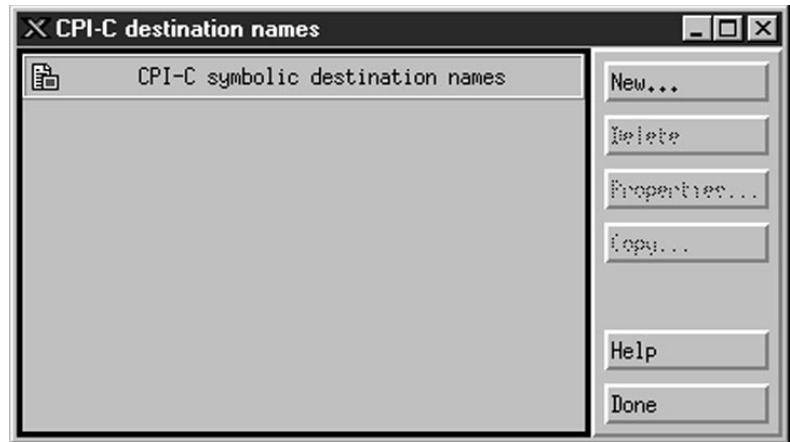 CPI-C destination names
CPI-C symbolic destination names
New...
Delete
Properties...
Copy...
Help
Done